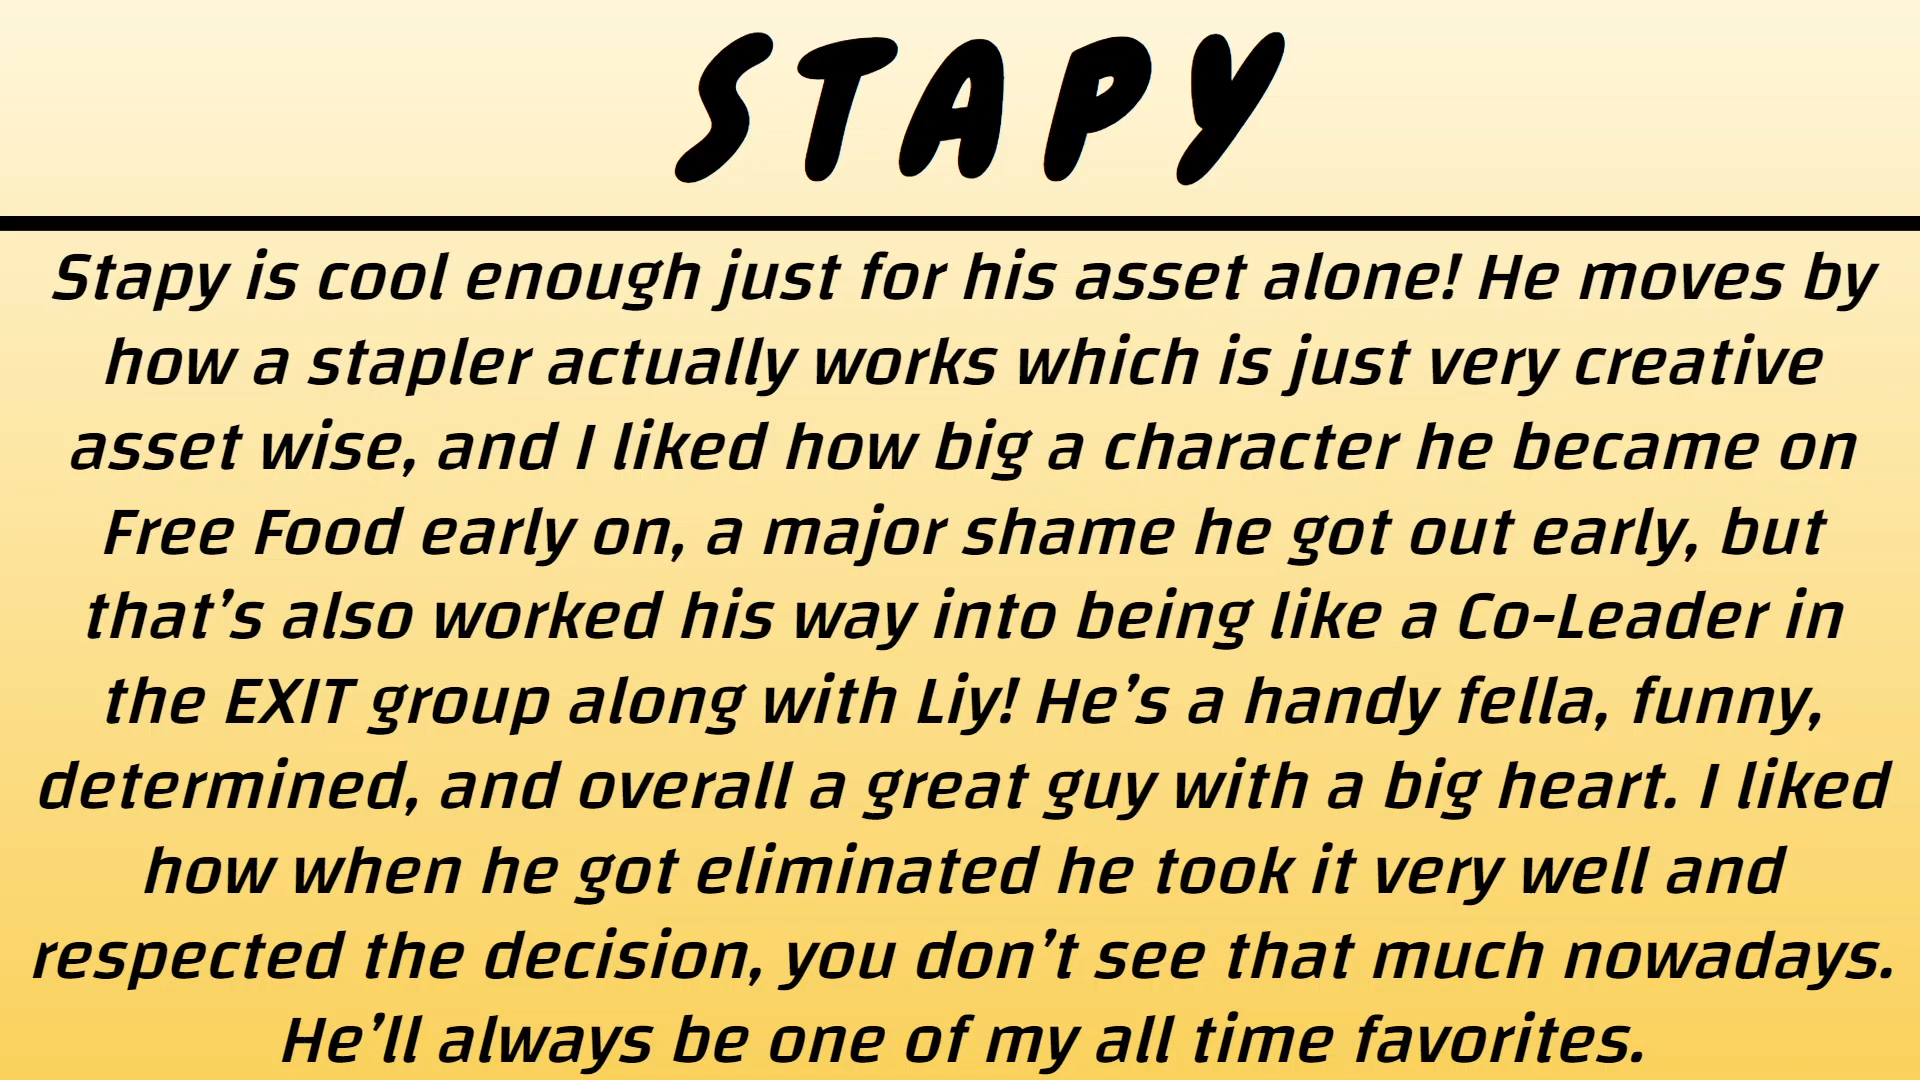 STAPY
Stapy is cool enough just for his asset alone! He moves by
how a stapler actually works which is just very creative
asset wise, and I liked how big a character he became on
Free Food early on, a major shame he got out early, but
that’s also worked his way into being like a Co-Leader in
the EXIT group along with Liy! He’s a handy fella, funny,
determined, and overall a great guy with a big heart. I liked
how when he got eliminated he took it very well and
respected the decision, you don’t see that much nowadays.
He’ll always be one of my all time favorites.